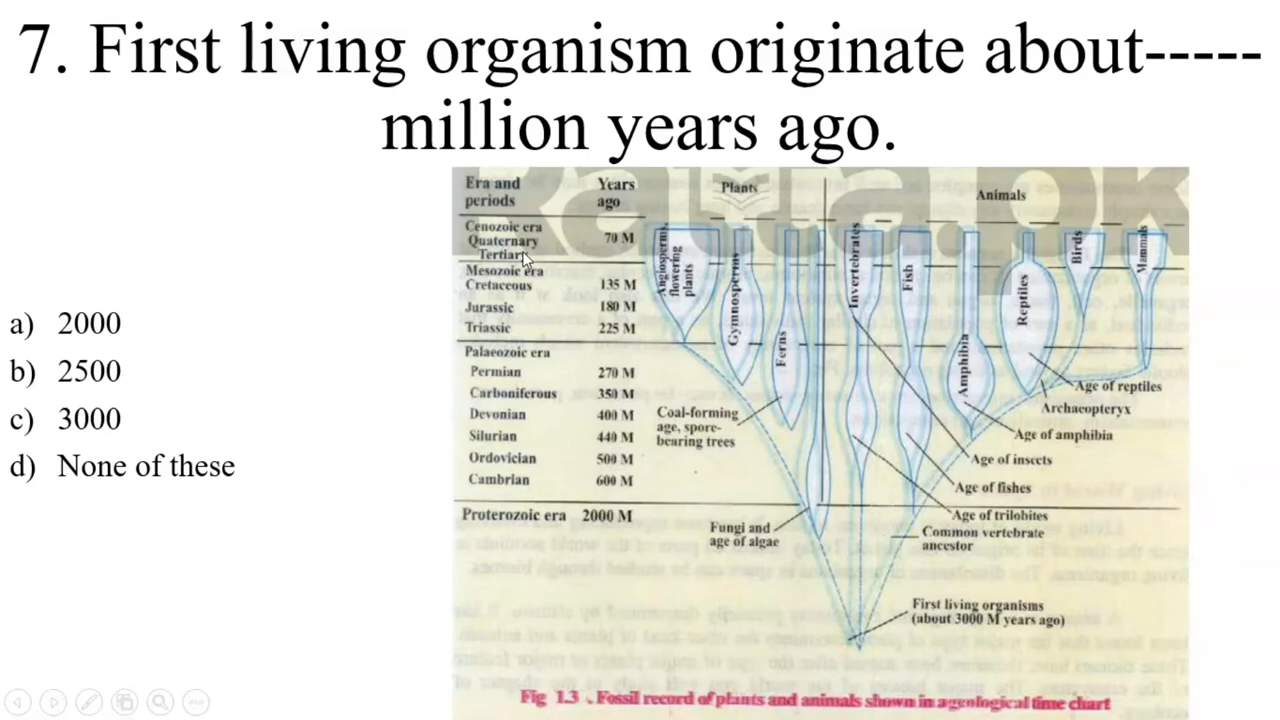 7. First living organism originate about-----
million years ago.
a) 2000
b) 2500
c) 3000
d) None of these
Era and periods
Years ago
Plants
Animals
Cenozoic era
Quaternary 70 M
Tertiary
Mesozoic era
Cretaceous 135 M
Jurassic 180 M
Triassic 225 M
Palaeozoic era
Permian 270 M
Carboniferous 350 M
Devonian 400 M
Silurian 440 M
Ordovician 500 M
Cambrian 600 M
Proterozoic era 2000 M
Angiosperms,
flowering
plants
Gymnosperms
Ferns
Invertebrates
Fish
Amphibia
Reptiles
Birds
Mammals
Coal-forming
age, spore-
bearing trees
Fungi and
age of algae
Age of reptiles
Archaeopteryx
Age of amphibia
Age of insects
Age of fishes
Age of trilobites
Common vertebrate
ancestor
First living organisms
(about 3000 M years ago)
Fig 1.3 . Fossil record of plants and animals shown in a geological time chart